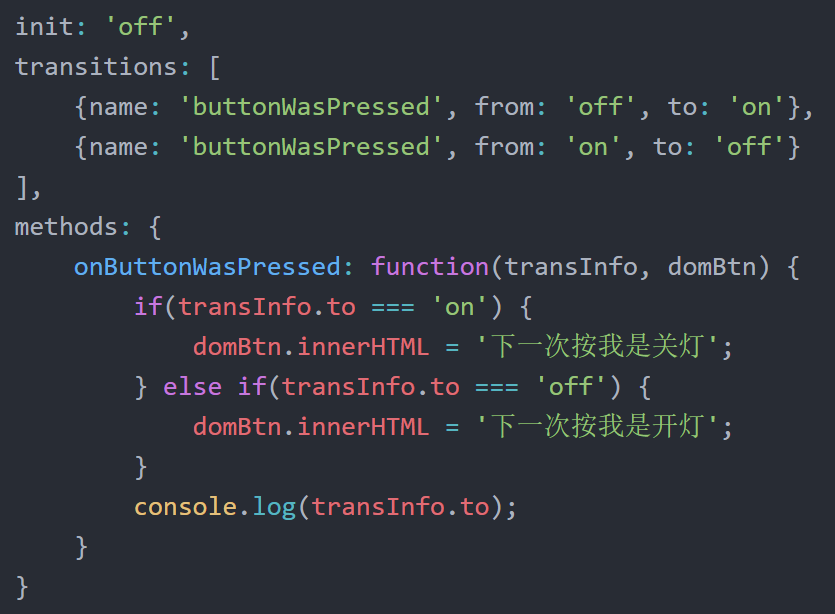 init: 'off',
transitions: [
    {name: 'buttonWasPressed', from: 'off', to: 'on'},
    {name: 'buttonWasPressed', from: 'on', to: 'off'}
],
methods: {
    onButtonWasPressed: function(transInfo, domBtn) {
        if(transInfo.to === 'on') {
            domBtn.innerHTML = '下一次按我是关灯';
        } else if(transInfo.to === 'off') {
            domBtn.innerHTML = '下一次按我是开灯';
        }
        console.log(transInfo.to);
    }
}